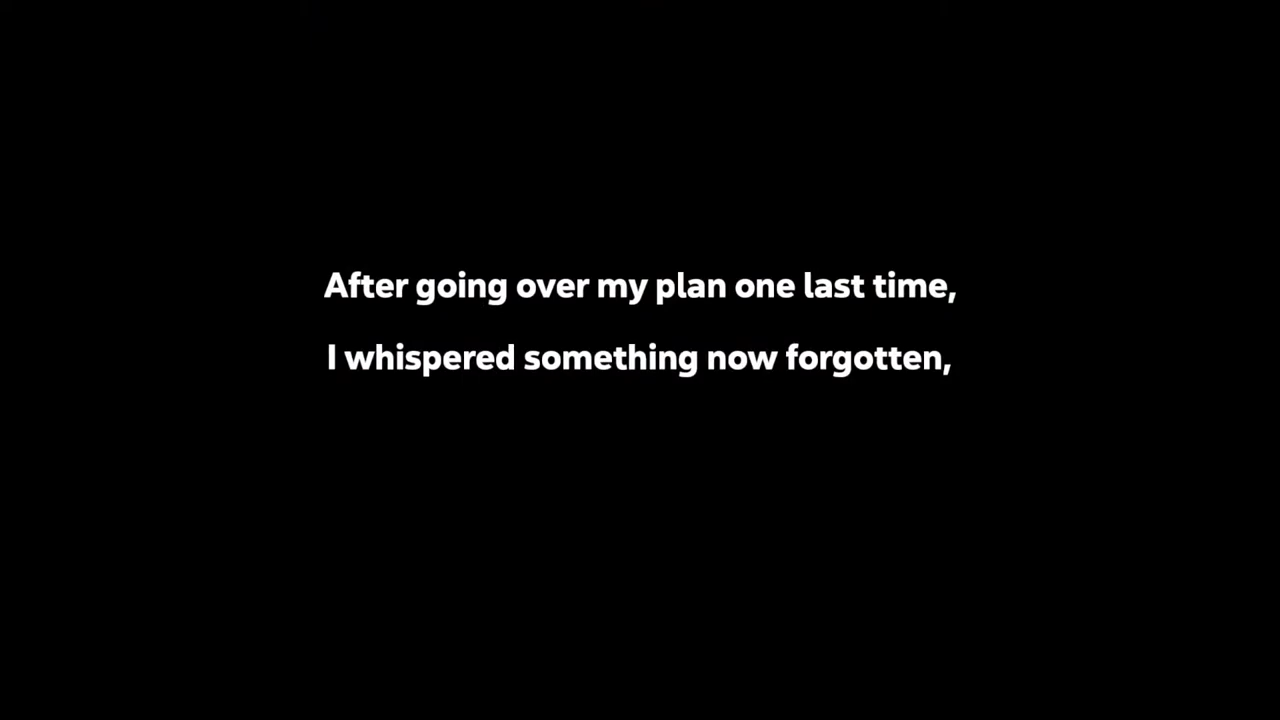 After going over my plan one last time,
I whispered something now forgotten,